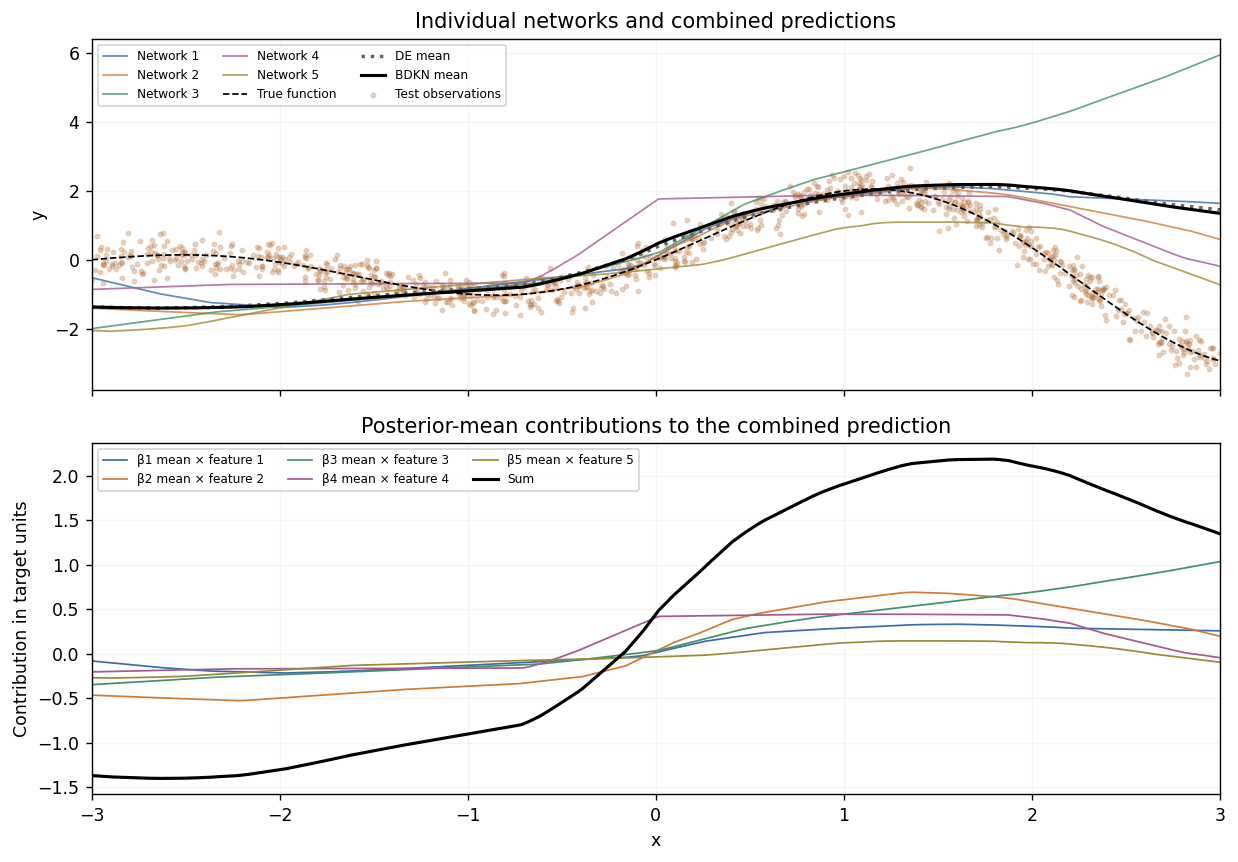 Individual networks and combined predictions
Network 1
Network 2
Network 3
Network 4
Network 5
True function
DE mean
BDKN mean
Test observations
6
4
2
0
−2
y
Posterior-mean contributions to the combined prediction
β1 mean × feature 1
β2 mean × feature 2
β3 mean × feature 3
β4 mean × feature 4
β5 mean × feature 5
Sum
2.0
1.5
1.0
0.5
0.0
−0.5
−1.0
−1.5
Contribution in target units
−3
−2
−1
0
1
2
3
x